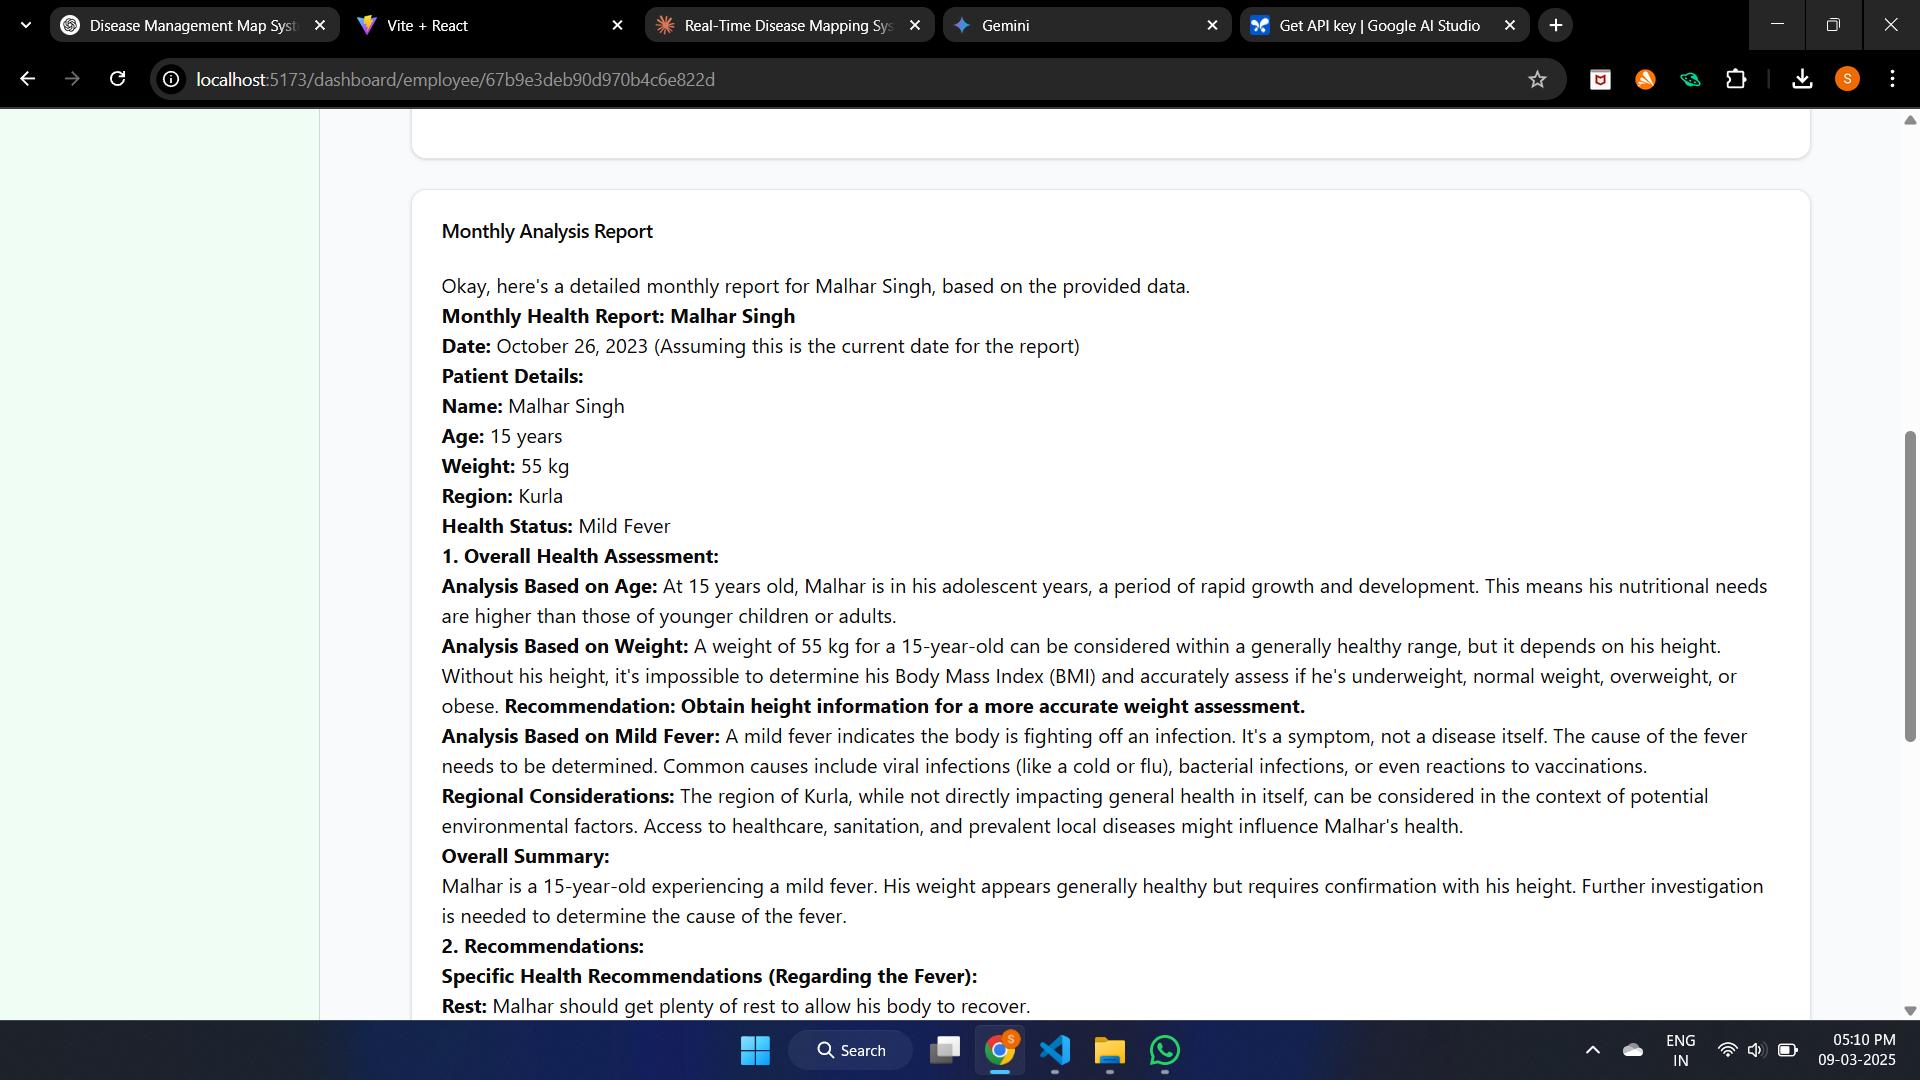 Disease Management Map Syst
Vite + React
Real-Time Disease Mapping Sys
Gemini
Get API key | Google AI Studio
localhost:5173/dashboard/employee/67b9e3deb90d970b4c6e822d
S
Monthly Analysis Report
Okay, here's a detailed monthly report for Malhar Singh, based on the provided data.
Monthly Health Report: Malhar Singh
Date: October 26, 2023 (Assuming this is the current date for the report)
Patient Details:
Name: Malhar Singh
Age: 15 years
Weight: 55 kg
Region: Kurla
Health Status: Mild Fever
1. Overall Health Assessment:
Analysis Based on Age: At 15 years old, Malhar is in his adolescent years, a period of rapid growth and development. This means his nutritional needs
are higher than those of younger children or adults.
Analysis Based on Weight: A weight of 55 kg for a 15-year-old can be considered within a generally healthy range, but it depends on his height.
Without his height, it's impossible to determine his Body Mass Index (BMI) and accurately assess if he's underweight, normal weight, overweight, or
obese. Recommendation: Obtain height information for a more accurate weight assessment.
Analysis Based on Mild Fever: A mild fever indicates the body is fighting off an infection. It's a symptom, not a disease itself. The cause of the fever
needs to be determined. Common causes include viral infections (like a cold or flu), bacterial infections, or even reactions to vaccinations.
Regional Considerations: The region of Kurla, while not directly impacting general health in itself, can be considered in the context of potential
environmental factors. Access to healthcare, sanitation, and prevalent local diseases might influence Malhar's health.
Overall Summary:
Malhar is a 15-year-old experiencing a mild fever. His weight appears generally healthy but requires confirmation with his height. Further investigation
is needed to determine the cause of the fever.
2. Recommendations:
Specific Health Recommendations (Regarding the Fever):
Rest: Malhar should get plenty of rest to allow his body to recover.
Search
S
ENG
IN
05:10 PM
09-03-2025